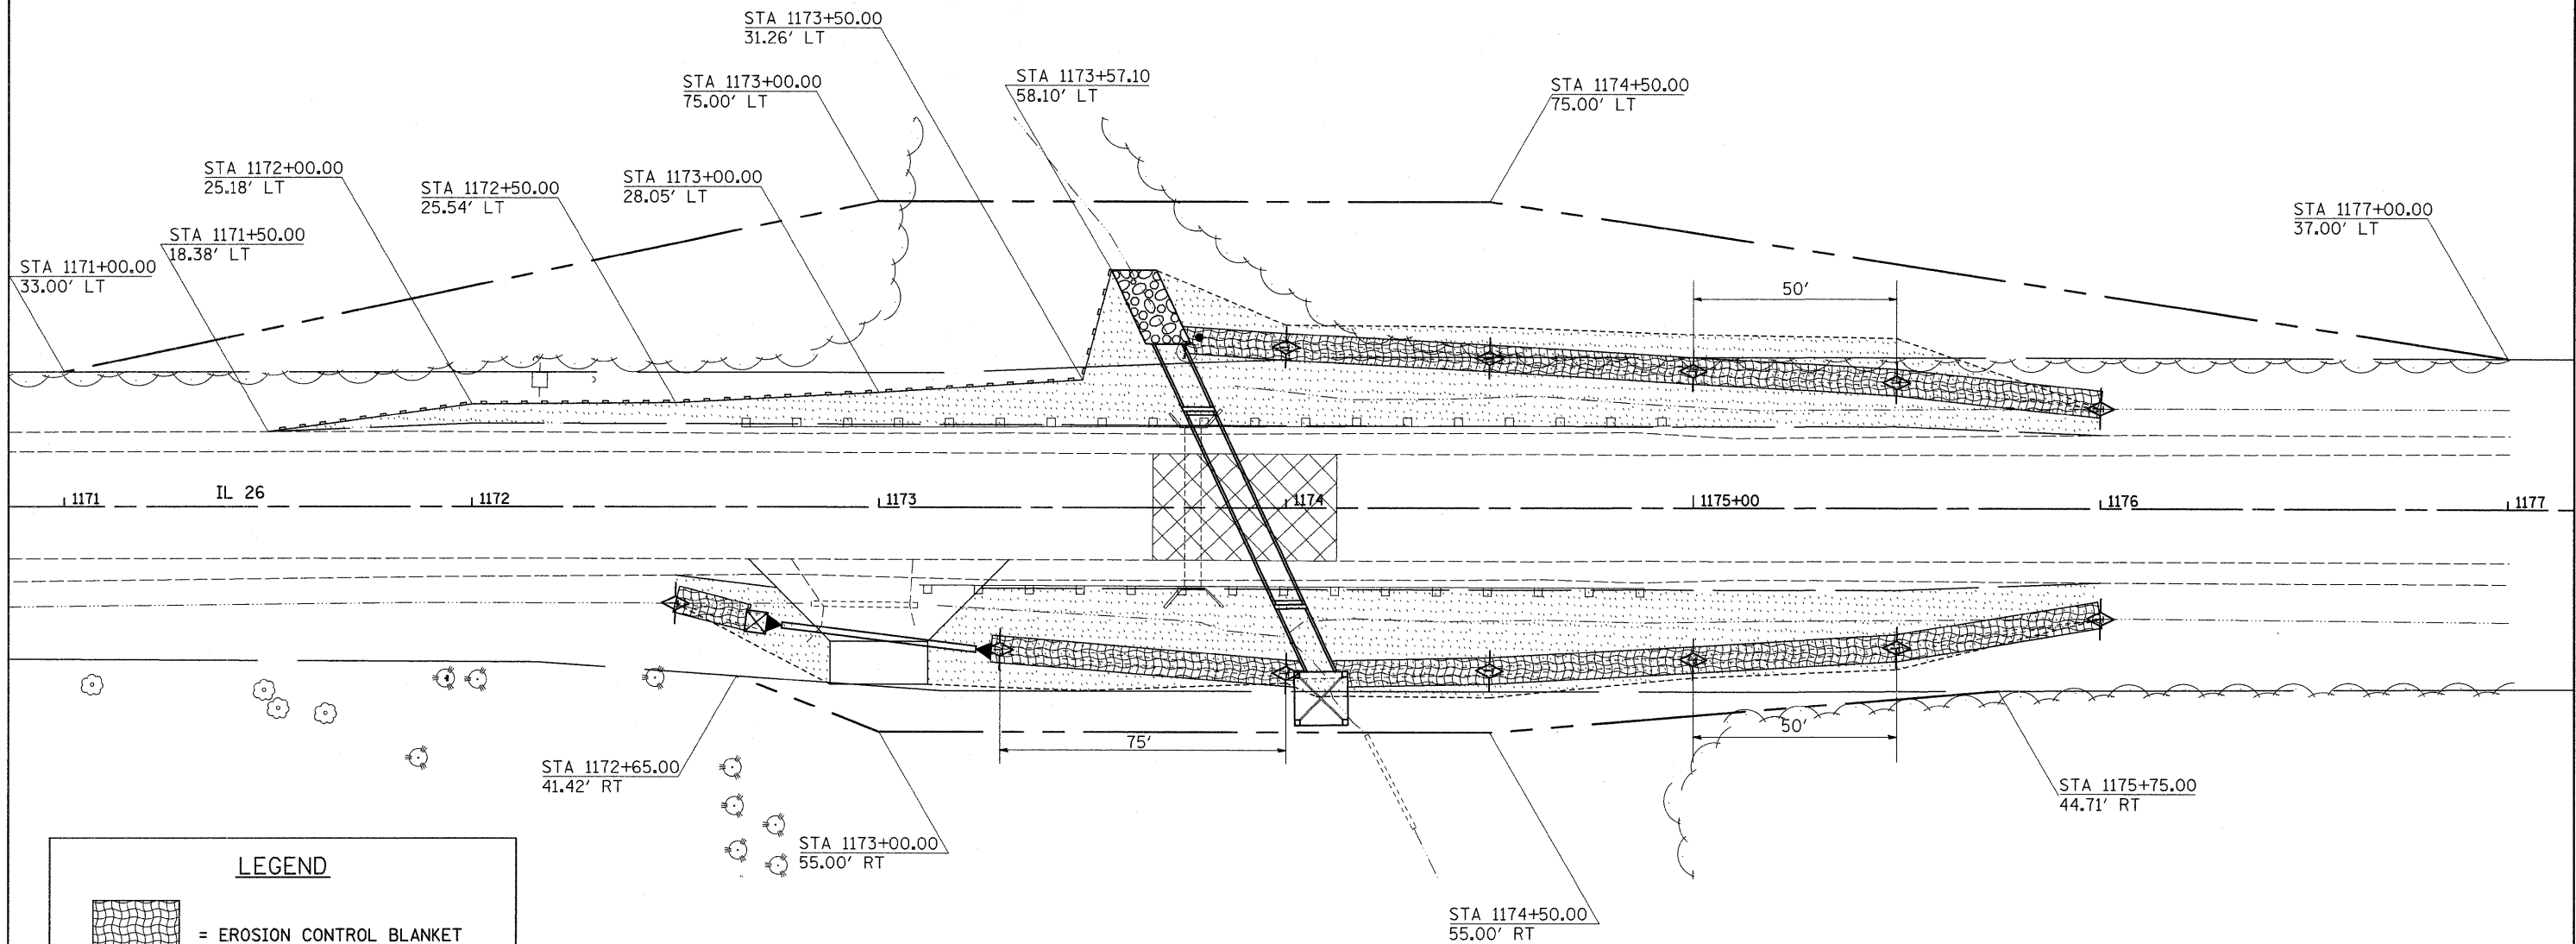 STA 1173+50.00
31.26' LT
STA 1173+00.00
75.00' LT
STA 1173+57.10
58.10' LT
STA 1174+50.00
75.00' LT
STA 1172+00.00
25.18' LT
STA 1172+50.00
25.54' LT
STA 1173+00.00
28.05' LT
STA 1177+00.00
37.00' LT
STA 1171+50.00
18.38' LT
STA 1171+00.00
33.00' LT
50'
1171
IL 26
1172
1173
1174
1175+00
1176
1177
75'
50'
STA 1172+65.00
41.42' RT
STA 1175+75.00
44.71' RT
STA 1173+00.00
55.00' RT
STA 1174+50.00
55.00' RT
LEGEND
= EROSION CONTROL BLANKET